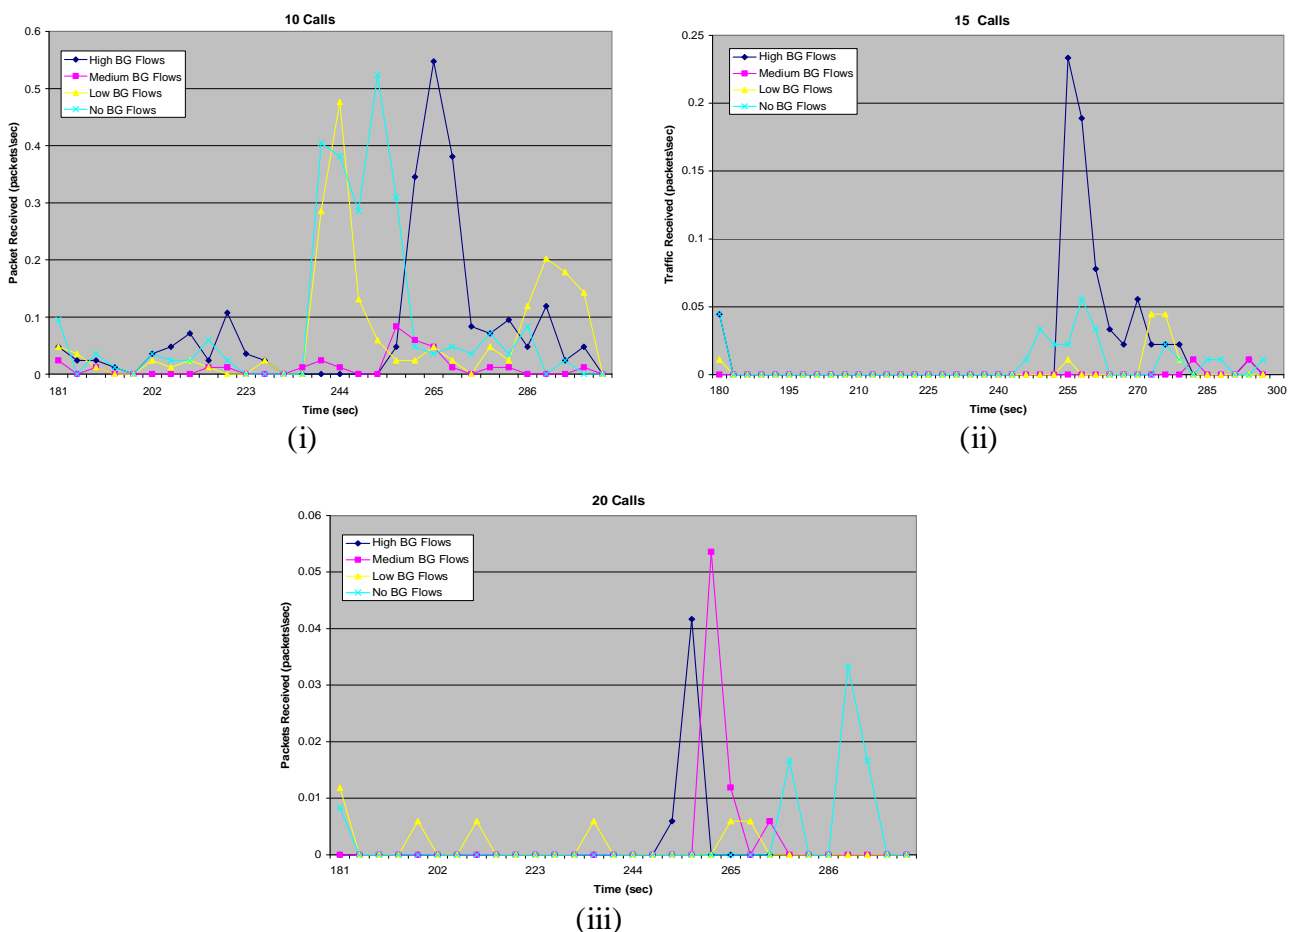 10 Calls
Packet Received (packets\sec)
0.6
0.5
0.4
0.3
0.2
0.1
0
High BG Flows
Medium BG Flows
Low BG Flows
No BG Flows
181 202 223 244 265 286
Time (sec)
(i)
15 Calls
Traffic Received (packets\sec)
0.25
0.2
0.15
0.1
0.05
0
High BG Flows
Medium BG Flows
Low BG Flows
No BG Flows
180 195 210 225 240 255 270 285 300
Time (sec)
(ii)
20 Calls
Packets Received (packets\sec)
0.06
0.05
0.04
0.03
0.02
0.01
0
High BG Flows
Medium BG Flows
Low BG Flows
No BG Flows
181 202 223 244 265 286
Time (sec)
(iii)